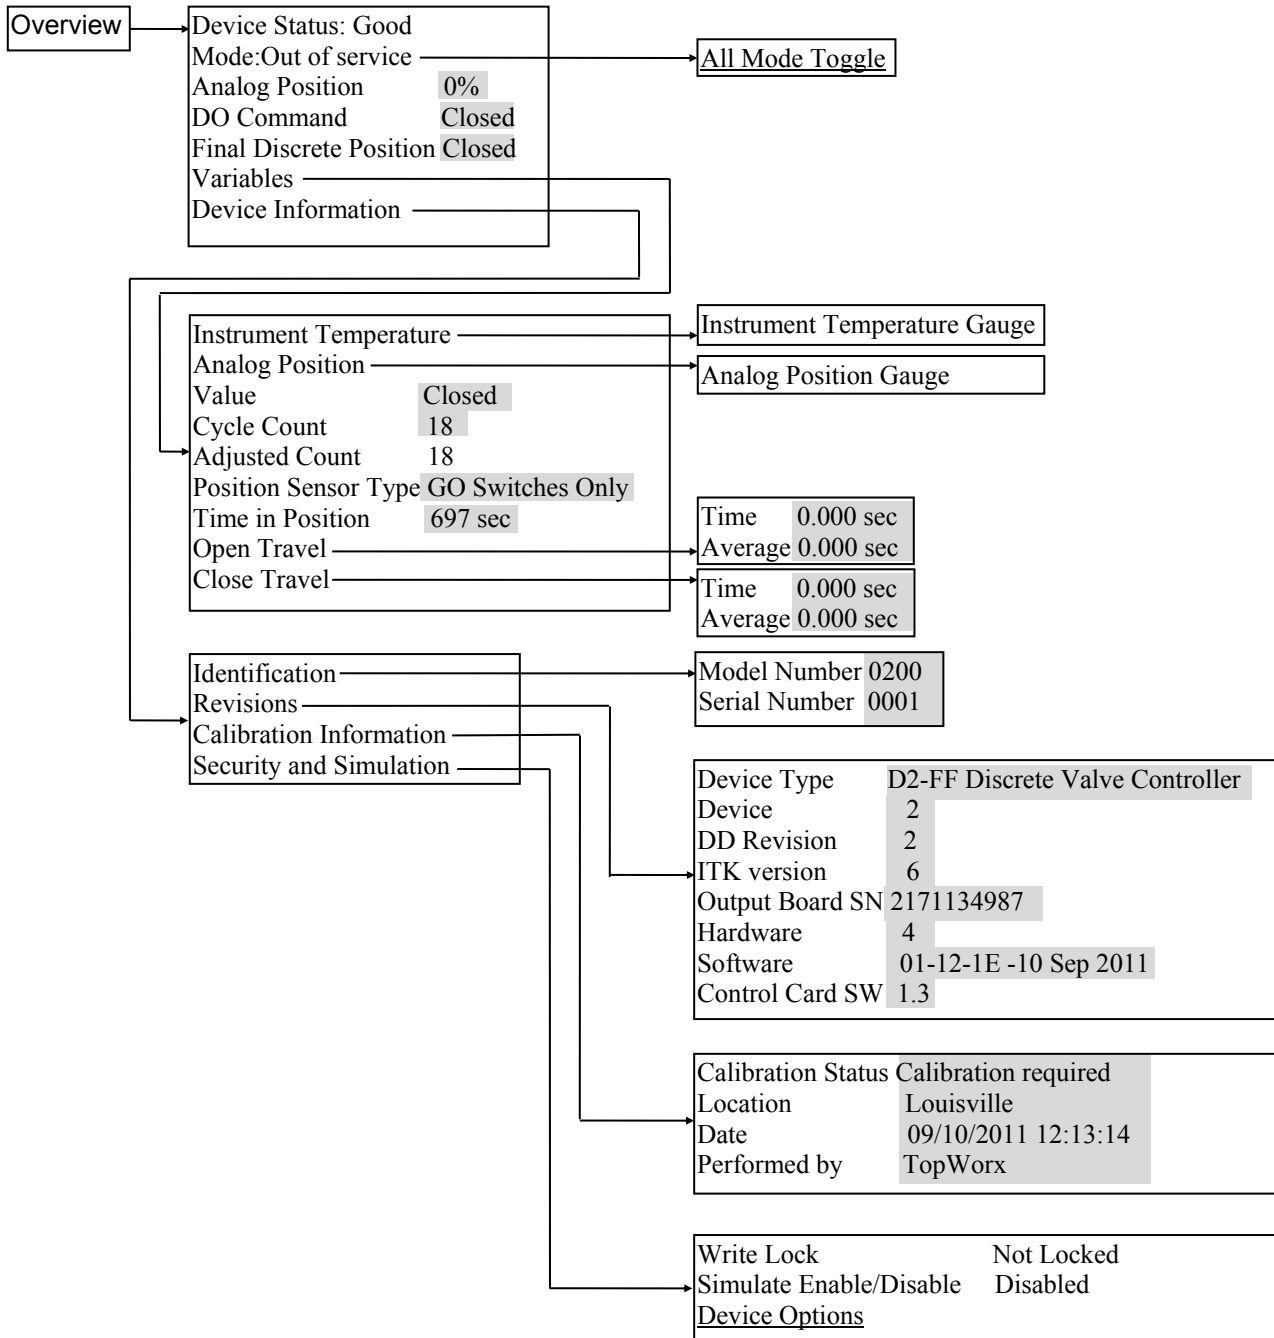 Overview
Device Status: Good
Mode:Out of service
All Mode Toggle
Analog Position 0%
DO Command Closed
Final Discrete Position Closed
Variables
Device Information
Instrument Temperature
Instrument Temperature Gauge
Analog Position
Analog Position Gauge
Value Closed
Cycle Count 18
Adjusted Count 18
Position Sensor Type GO Switches Only
Time in Position 697 sec
Open Travel
Time 0.000 sec
Average 0.000 sec
Close Travel
Time 0.000 sec
Average 0.000 sec
Identification
Revisions
Calibration Information
Security and Simulation
Model Number 0200
Serial Number 0001
Device Type D2-FF Discrete Valve Controller
Device 2
DD Revision 2
ITK version 6
Output Board SN 2171134987
Hardware 4
Software 01-12-1E -10 Sep 2011
Control Card SW 1.3
Calibration Status Calibration required
Location Louisville
Date 09/10/2011 12:13:14
Performed by TopWorx
Write Lock Not Locked
Simulate Enable/Disable Disabled
Device Options